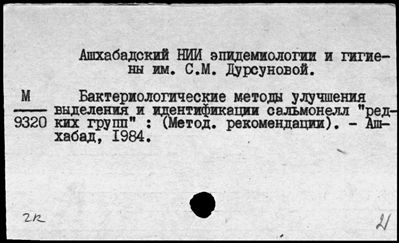 Ашхабадский НИИ эпидемиологии и гигие-
ны им. С.М. Дурсуновой.
М Бактериологические методы улучшения
9320 выделения и идентификации сальмонелл "ред-
ких групп" : (Метод. рекомендации). - Аш-
хабад, 1984.
2к